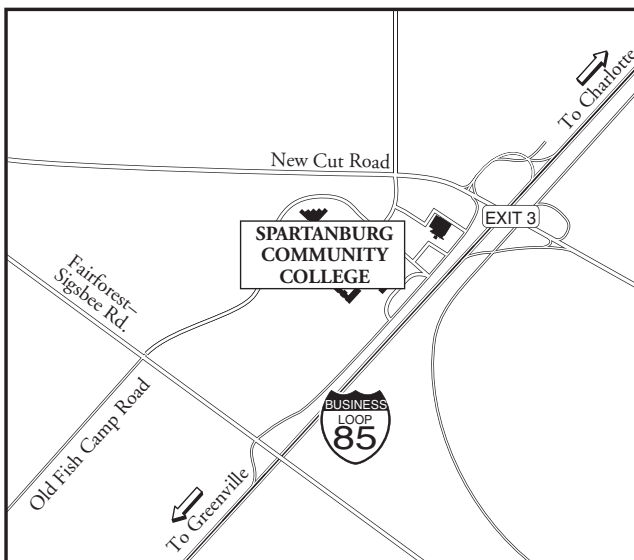 To Charlotte
New Cut Road
EXIT 3
SPARTANBURG
COMMUNITY
COLLEGE
Fairforest–
Sigsbee Rd.
Old Fish Camp Road
BUSINESS
LOOP
85
To Greenville